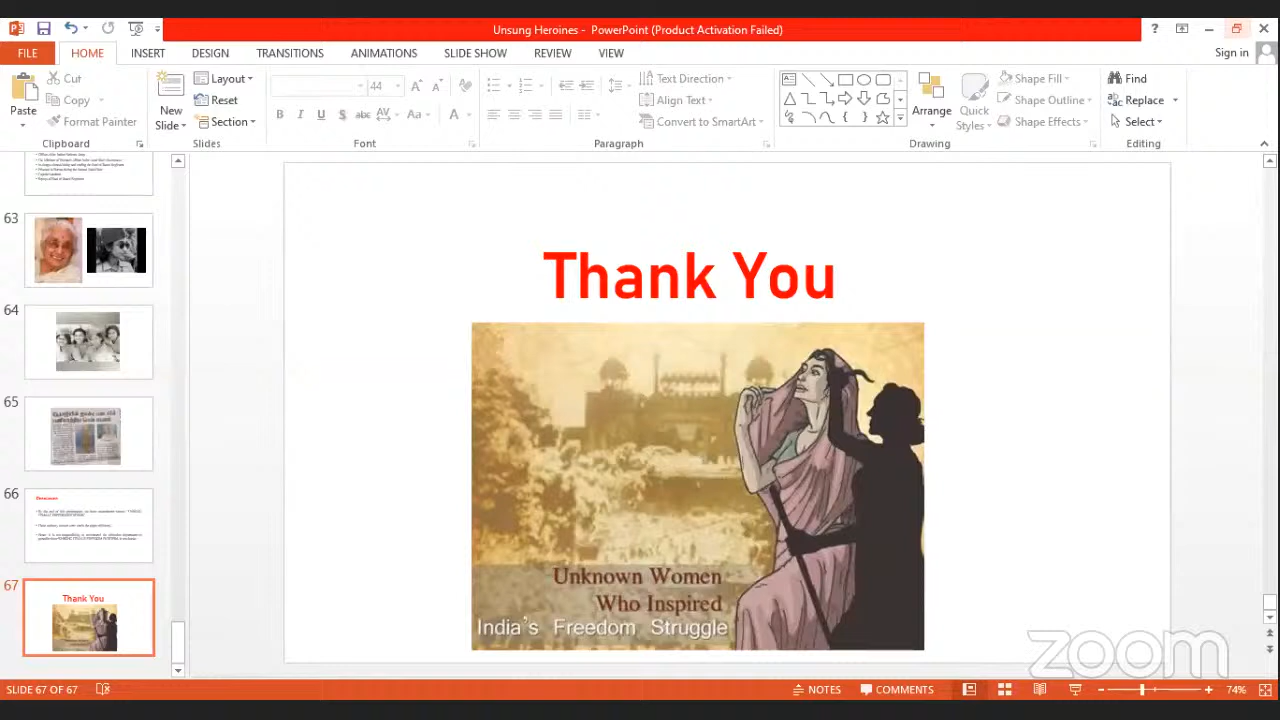 Unsung Heroines - PowerPoint (Product Activation Failed)
?
FILE HOME INSERT DESIGN TRANSITIONS ANIMATIONS SLIDE SHOW REVIEW VIEW Sign in
Cut
Copy
Format Painter
Paste
Clipboard
New
Slide
Layout
Reset
Section
Slides
44
B I U S abc AV Aa A
Font
Text Direction
Align Text
Convert to SmartArt
Paragraph
Arrange
Quick
Styles
Shape Fill
Shape Outline
Shape Effects
Drawing
Find
Replace
Select
Editing
63
64
65
66
67
Thank You
Thank You
Unknown Women
Who Inspired
India's Freedom Struggle
zoom
SLIDE 67 OF 67 NOTES COMMENTS 74%